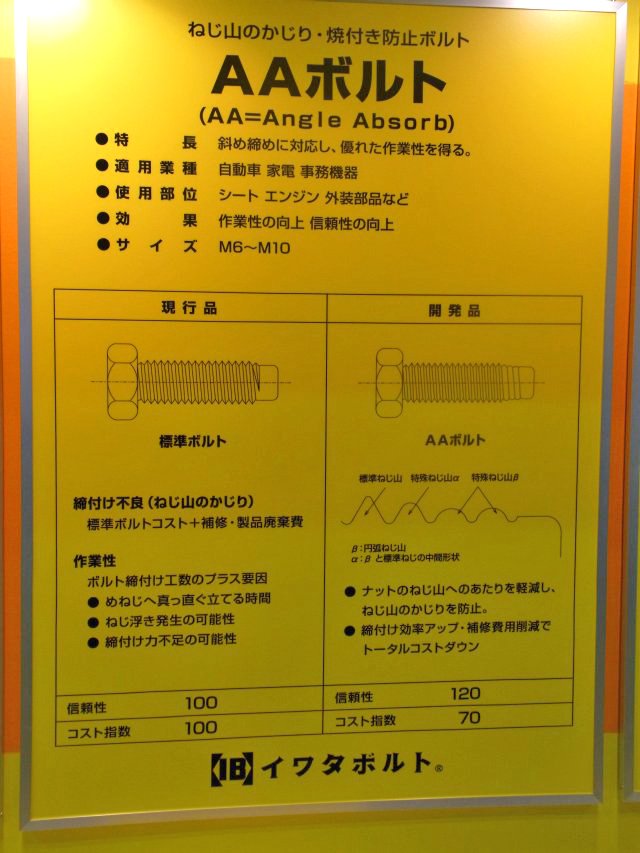 ねじ山のかじり・焼付き防止ボルト
AAボルト
(AA=Angle Absorb)
●特長 斜め締めに対応し、優れた作業性を得る。
●適用業種 自動車 家電 事務機器
●使用部位 シート エンジン 外装部品など
●効果 作業性の向上 信頼性の向上
●サイズ M6～M10
現行品
標準ボルト
締付け不良（ねじ山のかじり）
標準ボルトコスト＋補修・製品廃棄費
作業性
ボルト締付け工数のプラス要因
●めねじへ真っ直ぐ立てる時間
●ねじ浮き発生の可能性
●締付け力不足の可能性
信頼性 100
コスト指数 100
開発品
AAボルト
標準ねじ山 特殊ねじ山α 特殊ねじ山β
β：円弧ねじ山
α：βと標準ねじの中間形状
●ナットのねじ山へのあたりを軽減し、
ねじ山のかじりを防止。
●締付け効率アップ・補修費用削減で
トータルコストダウン
信頼性 120
コスト指数 70
【IB】イワタボルト®